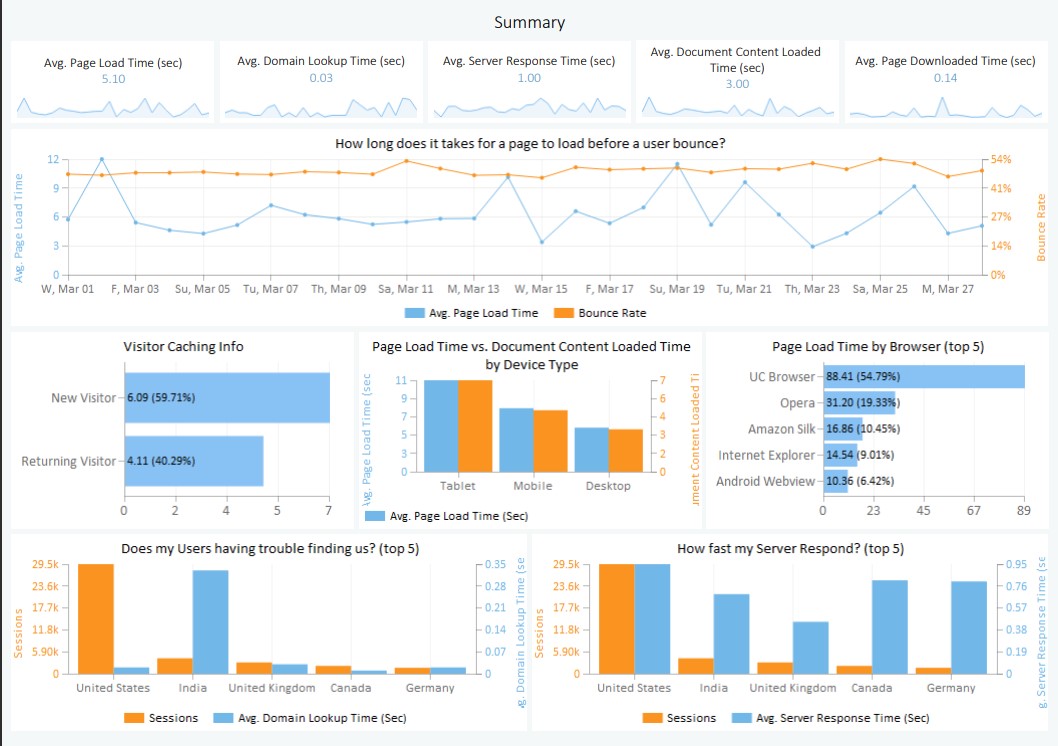 Summary
Avg. Page Load Time (sec)
5.10
Avg. Domain Lookup Time (sec)
0.03
Avg. Server Response Time (sec)
1.00
Avg. Document Content Loaded
Time (sec)
3.00
Avg. Page Downloaded Time (sec)
0.14
How long does it takes for a page to load before a user bounce?
Avg. Page Load Time
12
9
6
3
0
54%
41%
27%
14%
0%
Bounce Rate
W, Mar 01 F, Mar 03 Su, Mar 05 Tu, Mar 07 Th, Mar 09 Sa, Mar 11 M, Mar 13 W, Mar 15 F, Mar 17 Su, Mar 19 Tu, Mar 21 Th, Mar 23 Sa, Mar 25 M, Mar 27
Avg. Page Load Time Bounce Rate
Visitor Caching Info
New Visitor 6.09 (59.71%)
Returning Visitor 4.11 (40.29%)
0 2 4 5 7
Page Load Time vs. Document Content Loaded Time
by Device Type
Avg. Page Load Time (sec
11
9
7
5
3
0
7
6
4
3
2
0
ment Content Loaded Ti
Tablet Mobile Desktop
Avg. Page Load Time (Sec)
Page Load Time by Browser (top 5)
UC Browser 88.41 (54.79%)
Opera 31.20 (19.33%)
Amazon Silk 16.86 (10.45%)
Internet Explorer 14.54 (9.01%)
Android Webview 10.36 (6.42%)
0 23 45 67 89
Does my Users having trouble finding us? (top 5)
Sessions
29.5k
23.6k
17.7k
11.8k
5.90k
0
0.35
0.28
0.21
0.14
0.07
0
g. Domain Lookup Time (se
United States India United Kingdom Canada Germany
Sessions Avg. Domain Lookup Time (Sec)
How fast my Server Respond? (top 5)
Sessions
29.5k
23.6k
17.7k
11.8k
5.90k
0
0.95
0.76
0.57
0.38
0.19
0
g. Server Response Time (se
United States India United Kingdom Canada Germany
Sessions Avg. Server Response Time (Sec)